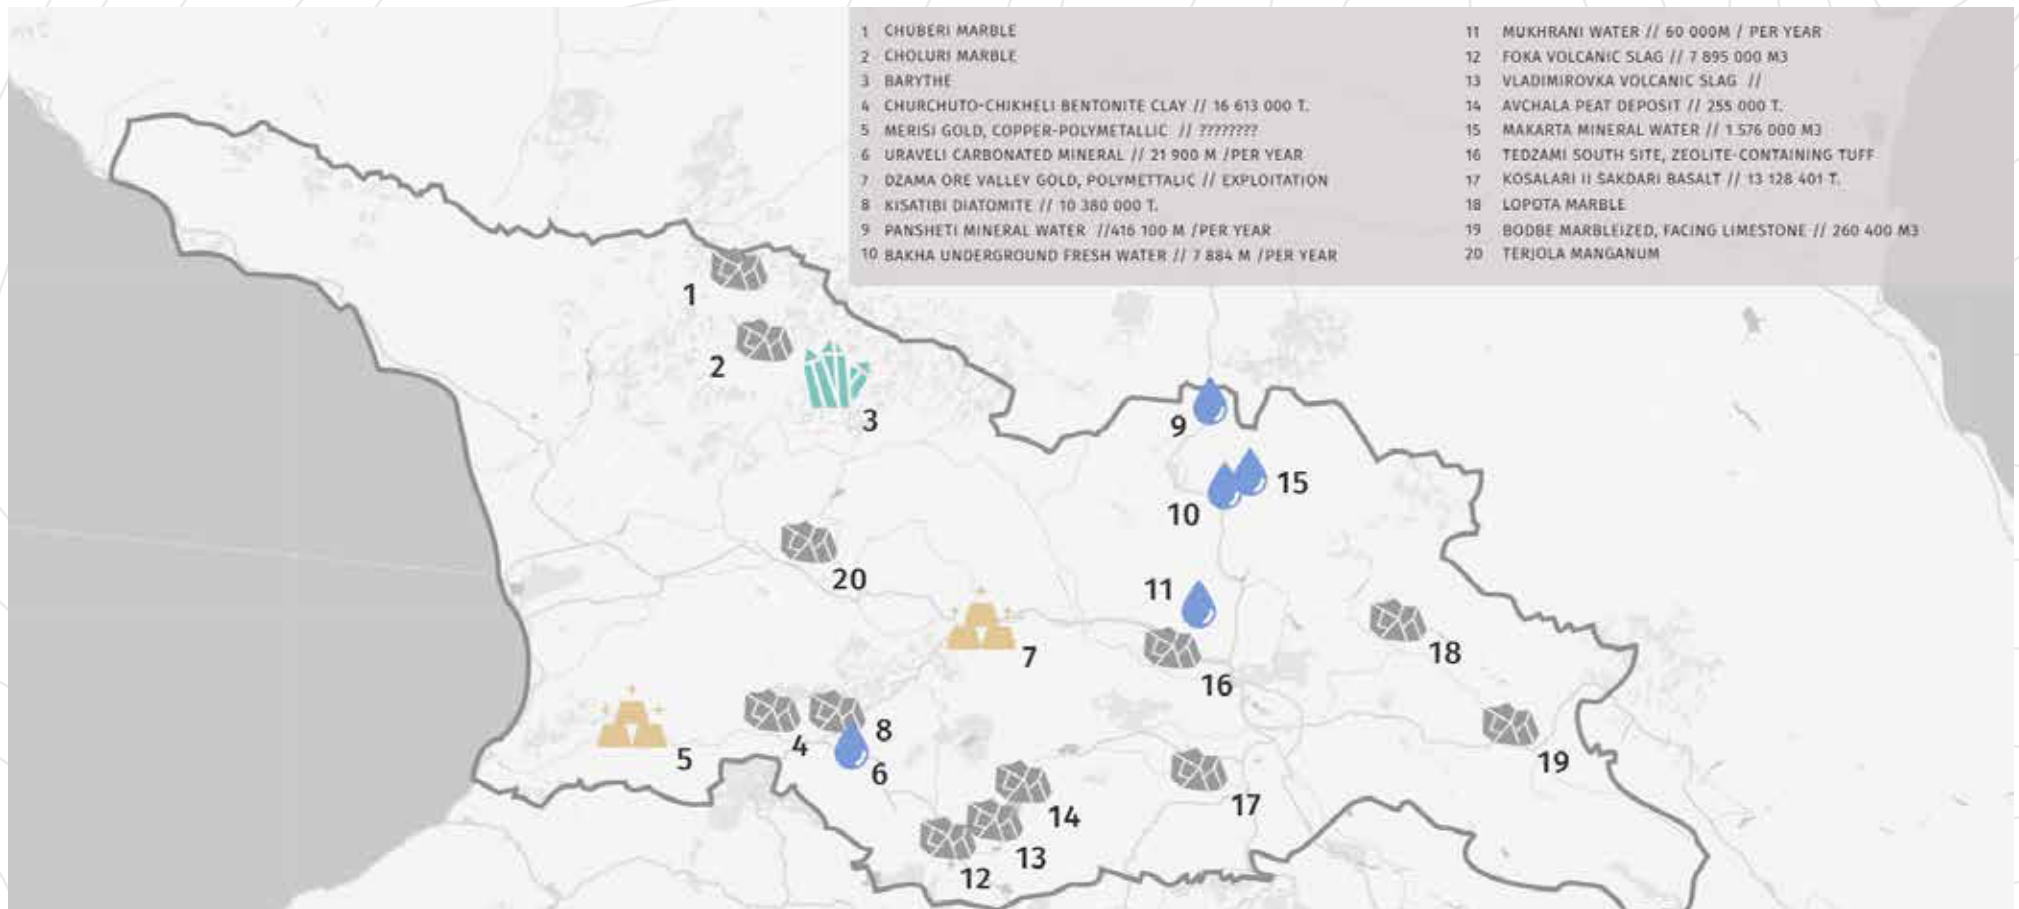 1 CHUBERI MARBLE
2 CHOLURI MARBLE
3 BARYTHE
4 CHURCHUTO-CHIKHELI BENTONITE CLAY // 16 613 000 T.
5 MERISI GOLD, COPPER-POLYMETALLIC // ????????
6 URAVELI CARBONATED MINERAL // 21 900 M /PER YEAR
7 DZAMA ORE VALLEY GOLD, POLYMETTALIC // EXPLOITATION
8 KISATIBI DIATOMITE // 10 380 000 T.
9 PANSHETI MINERAL WATER //416 100 M /PER YEAR
10 BAKHA UNDERGROUND FRESH WATER // 7 884 M /PER YEAR
11 MUKHRANI WATER // 60 000M / PER YEAR
12 FOKA VOLCANIC SLAG // 7 895 000 M3
13 VLADIMIROVKA VOLCANIC SLAG //
14 AVCHALA PEAT DEPOSIT // 255 000 T.
15 MAKARTA MINERAL WATER // 1 576 000 M3
16 TEDZAMI SOUTH SITE, ZEOLITE-CONTAINING TUFF
17 KOSALARI II SAKDARI BASALT // 13 128 401 T.
18 LOPOTA MARBLE
19 BODBE MARBLEIZED, FACING LIMESTONE // 260 400 M3
20 TERJOLA MANGANUM
1
2
3
9
15
10
20
11
7
18
16
5
4
8
6
19
14
17
13
12